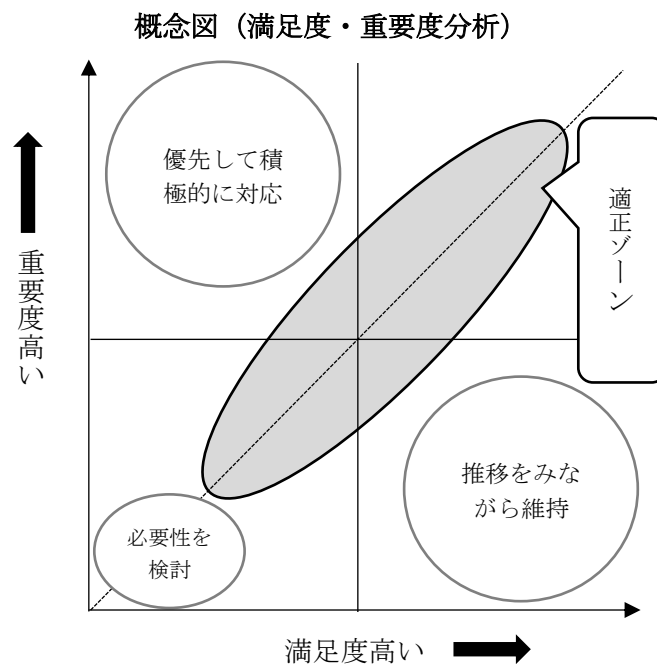 概念図（満足度・重要度分析）
優先して積
極的に対応
適正ゾーン
重要度高い
推移をみな
がら維持
必要性を
検討
満足度高い